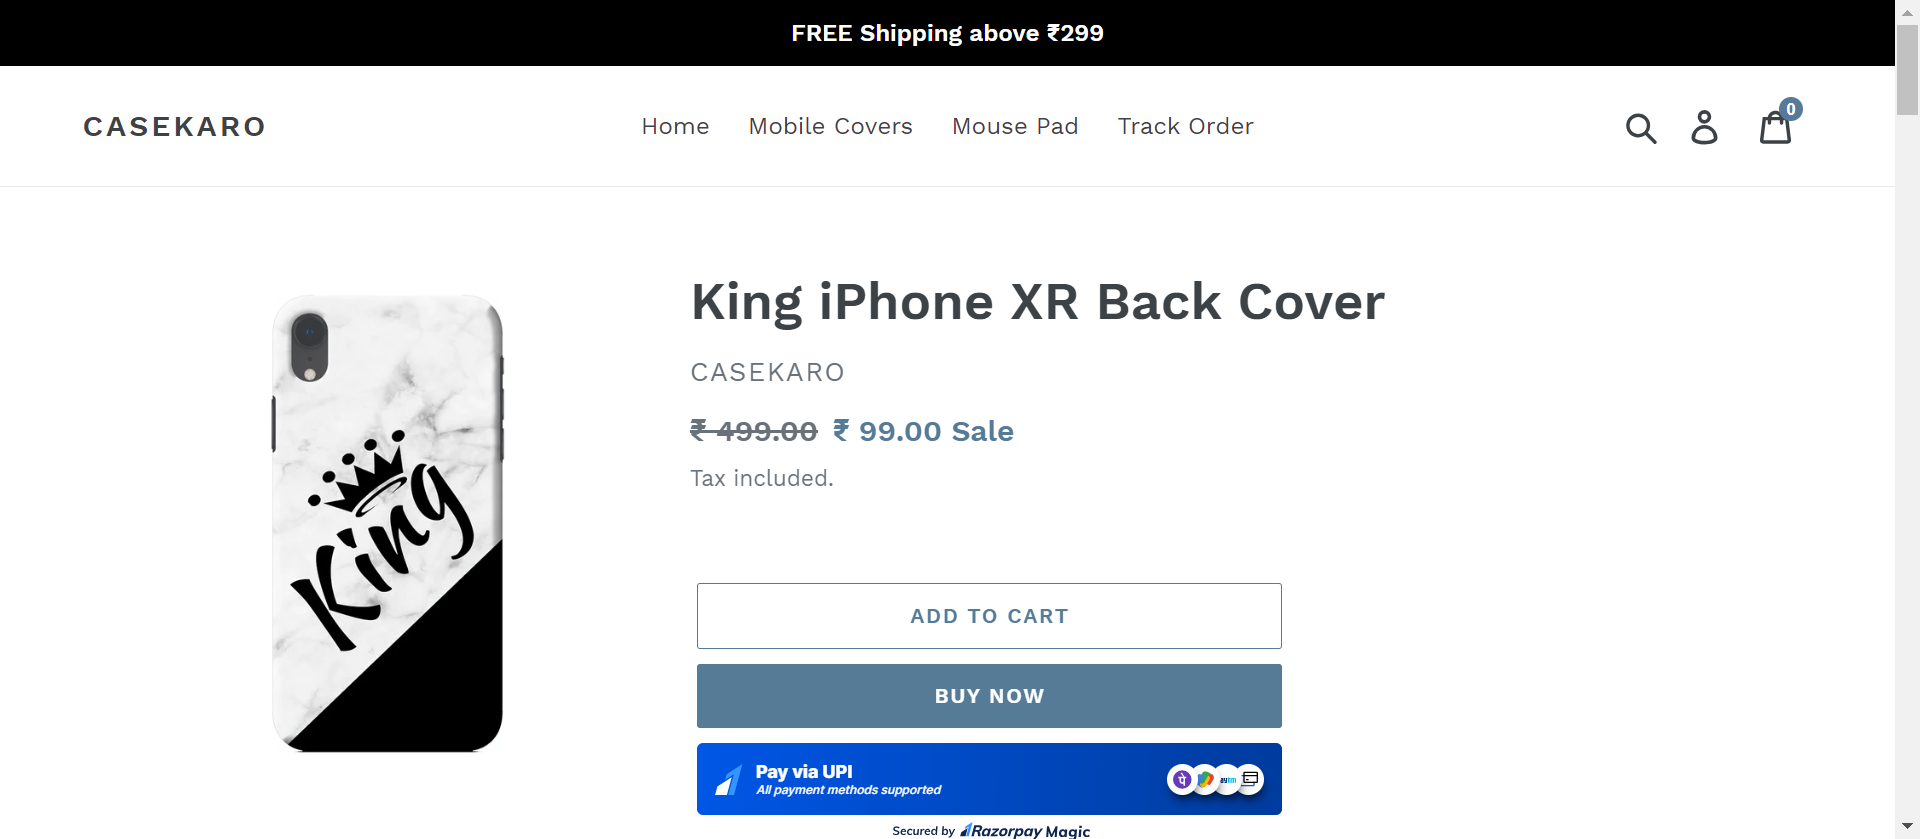 FREE Shipping above ₹299
CASEKARO
Home
Mobile Covers
Mouse Pad
Track Order
0
King iPhone XR Back Cover
CASEKARO
₹ 499.00 ₹ 99.00 Sale
Tax included.
King
ADD TO CART
BUY NOW
Pay via UPI
All payment methods supported
पे
paytm
Secured by Razorpay Magic